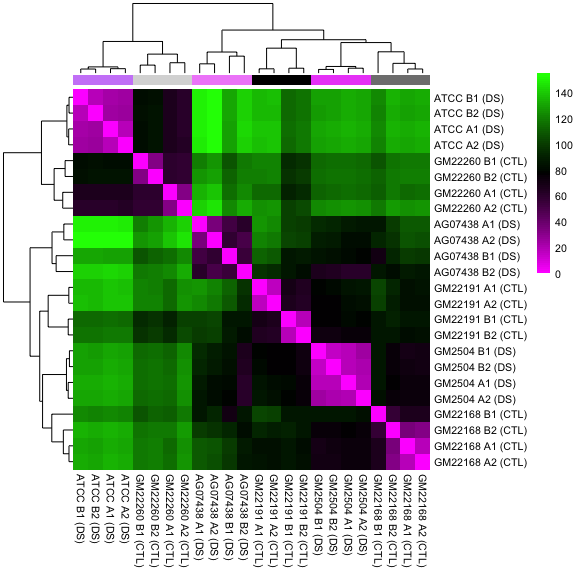 ATCC B1 (DS)
ATCC B2 (DS)
ATCC A1 (DS)
ATCC A2 (DS)
GM22260 B1 (CTL)
GM22260 B2 (CTL)
GM22260 A1 (CTL)
GM22260 A2 (CTL)
AG07438 A1 (DS)
AG07438 A2 (DS)
AG07438 B1 (DS)
AG07438 B2 (DS)
GM22191 A1 (CTL)
GM22191 A2 (CTL)
GM22191 B1 (CTL)
GM22191 B2 (CTL)
GM2504 B1 (DS)
GM2504 B2 (DS)
GM2504 A1 (DS)
GM2504 A2 (DS)
GM22168 B1 (CTL)
GM22168 B2 (CTL)
GM22168 A1 (CTL)
GM22168 A2 (CTL)
140
120
100
80
60
40
20
0
ATCC B1 (DS)
ATCC B2 (DS)
ATCC A1 (DS)
ATCC A2 (DS)
GM22260 B1 (CTL)
GM22260 B2 (CTL)
GM22260 A1 (CTL)
GM22260 A2 (CTL)
AG07438 A1 (DS)
AG07438 A2 (DS)
AG07438 B1 (DS)
AG07438 B2 (DS)
GM22191 A1 (CTL)
GM22191 A2 (CTL)
GM22191 B1 (CTL)
GM22191 B2 (CTL)
GM2504 B1 (DS)
GM2504 B2 (DS)
GM2504 A1 (DS)
GM2504 A2 (DS)
GM22168 B1 (CTL)
GM22168 B2 (CTL)
GM22168 A1 (CTL)
GM22168 A2 (CTL)